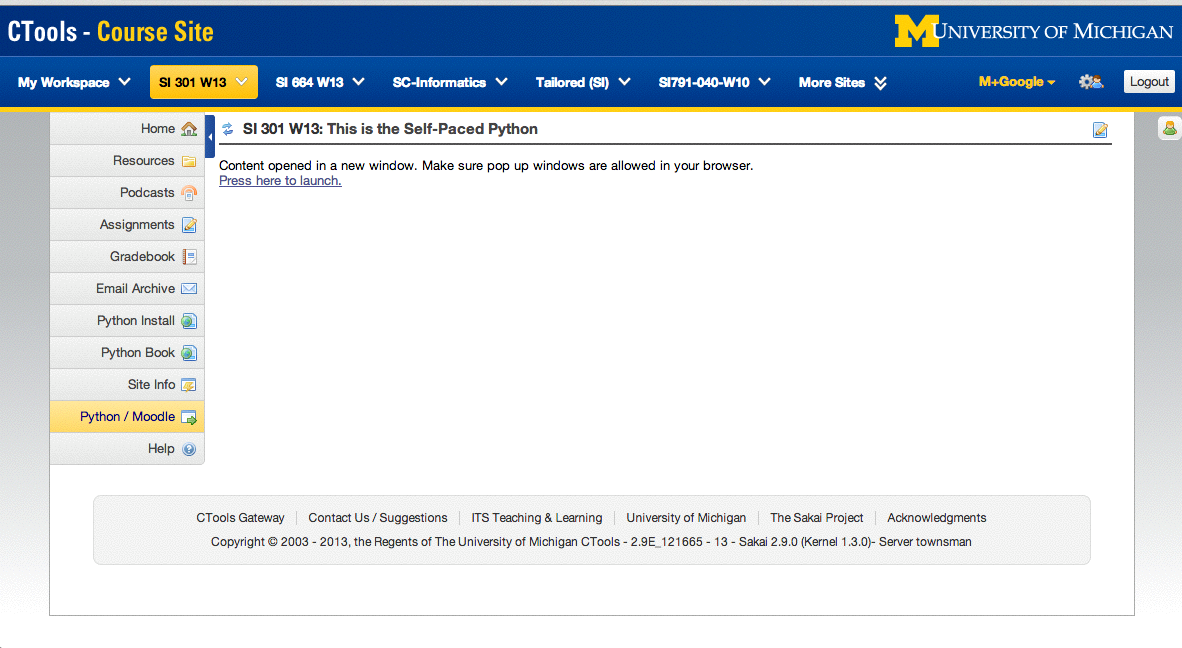 CTools - Course Site
M UNIVERSITY OF MICHIGAN
My Workspace SI 301 W13 SI 664 W13 SC-Informatics Tailored (SI) SI791-040-W10 More Sites M+Google Logout
Home
SI 301 W13: This is the Self-Paced Python
Resources
Content opened in a new window. Make sure pop up windows are allowed in your browser.
Press here to launch.
Podcasts
Assignments
Gradebook
Email Archive
Python Install
Python Book
Site Info
Python / Moodle
Help
CTools Gateway Contact Us / Suggestions ITS Teaching & Learning University of Michigan The Sakai Project Acknowledgments
Copyright © 2003 - 2013, the Regents of The University of Michigan CTools - 2.9E_121665 - 13 - Sakai 2.9.0 (Kernel 1.3.0)- Server townsman